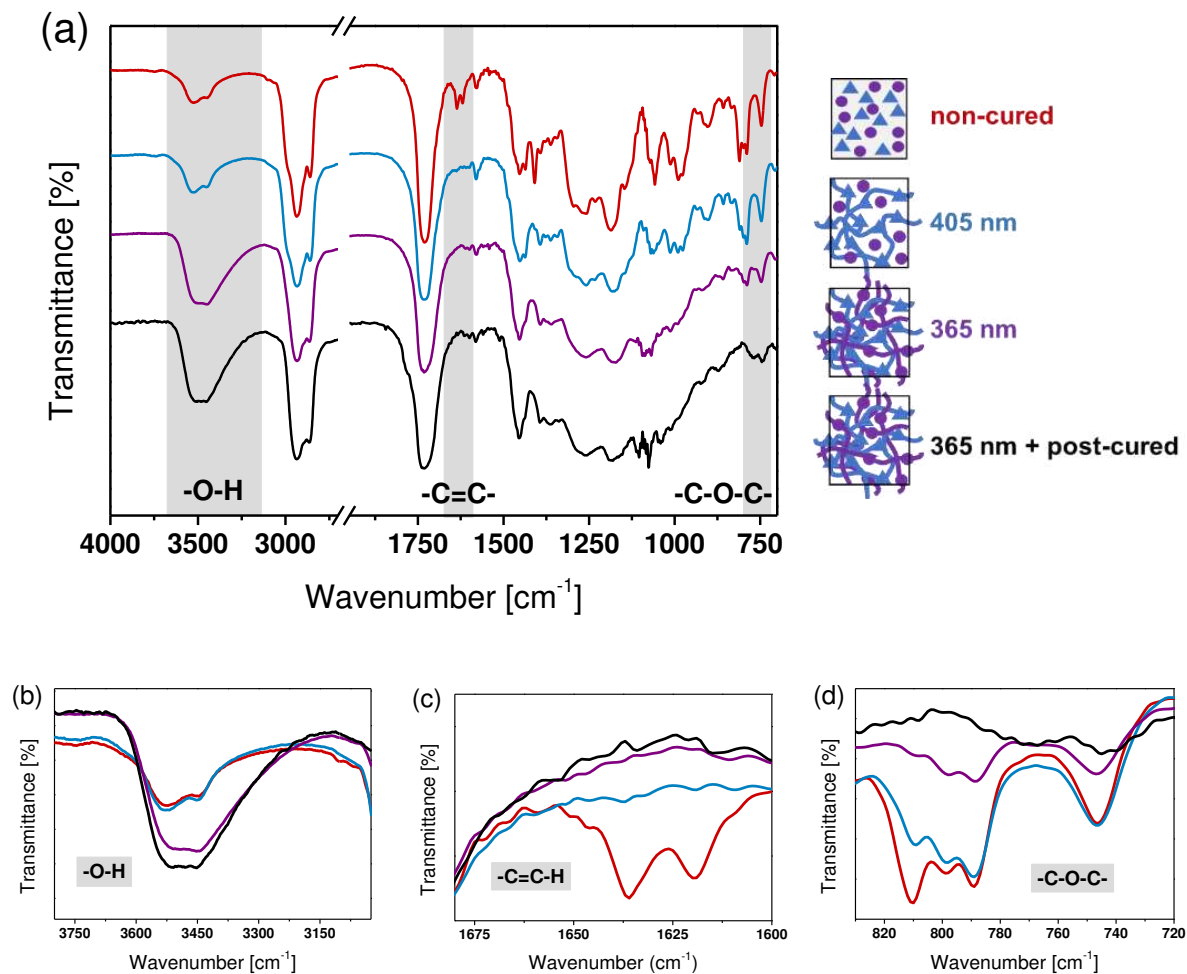 (a)
Transmittance [%]
-O-H
-C=C-
-C-O-C-
4000 3500 3000 1750 1500 1250 1000 750
Wavenumber [cm-1]
non-cured
405 nm
365 nm
365 nm + post-cured
(b)
Transmittance [%]
-O-H
3750 3600 3450 3300 3150
Wavenumber [cm-1]
(c)
Transmittance [%]
-C=C-H
1675 1650 1625 1600
Wavenumber (cm-1)
(d)
Transmittance [%]
-C-O-C-
820 800 780 760 740 720
Wavenumber [cm-1]